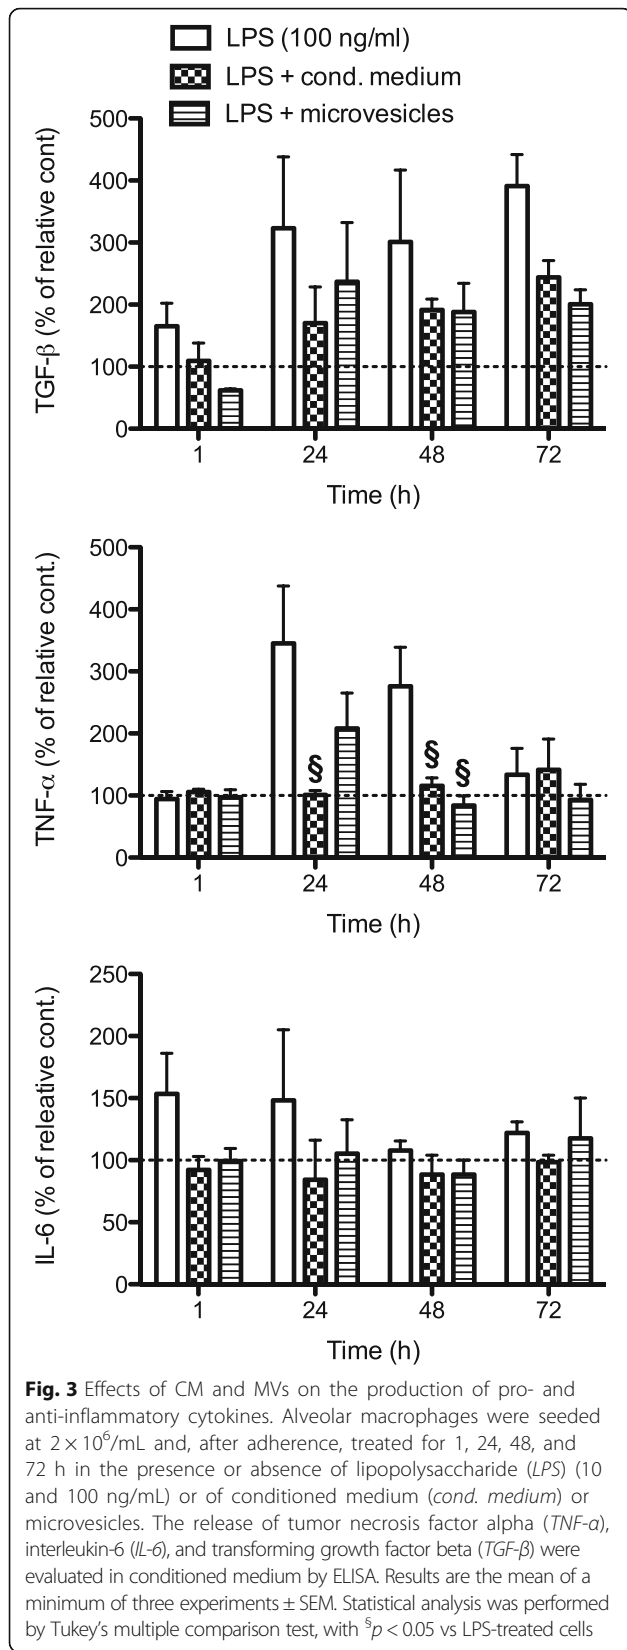 LPS (100 ng/ml)
LPS + cond. medium
LPS + microvesicles
TGF-β (% of relative cont)
500
400
300
200
100
0
1 24 48 72
Time (h)
TNF-α (% of relative cont.)
500
400
300
200
100
0
§ § §
1 24 48 72
Time (h)
IL-6 (% of releative cont.)
250
200
150
100
50
0
1 24 48 72
Time (h)
Fig. 3 Effects of CM and MVs on the production of pro- and
anti-inflammatory cytokines. Alveolar macrophages were seeded
at 2 × 10⁶/mL and, after adherence, treated for 1, 24, 48, and
72 h in the presence or absence of lipopolysaccharide (LPS) (10
and 100 ng/mL) or of conditioned medium (cond. medium) or
microvesicles. The release of tumor necrosis factor alpha (TNF-α),
interleukin-6 (IL-6), and transforming growth factor beta (TGF-β) were
evaluated in conditioned medium by ELISA. Results are the mean of a
minimum of three experiments ± SEM. Statistical analysis was performed
by Tukey's multiple comparison test, with §p < 0.05 vs LPS-treated cells